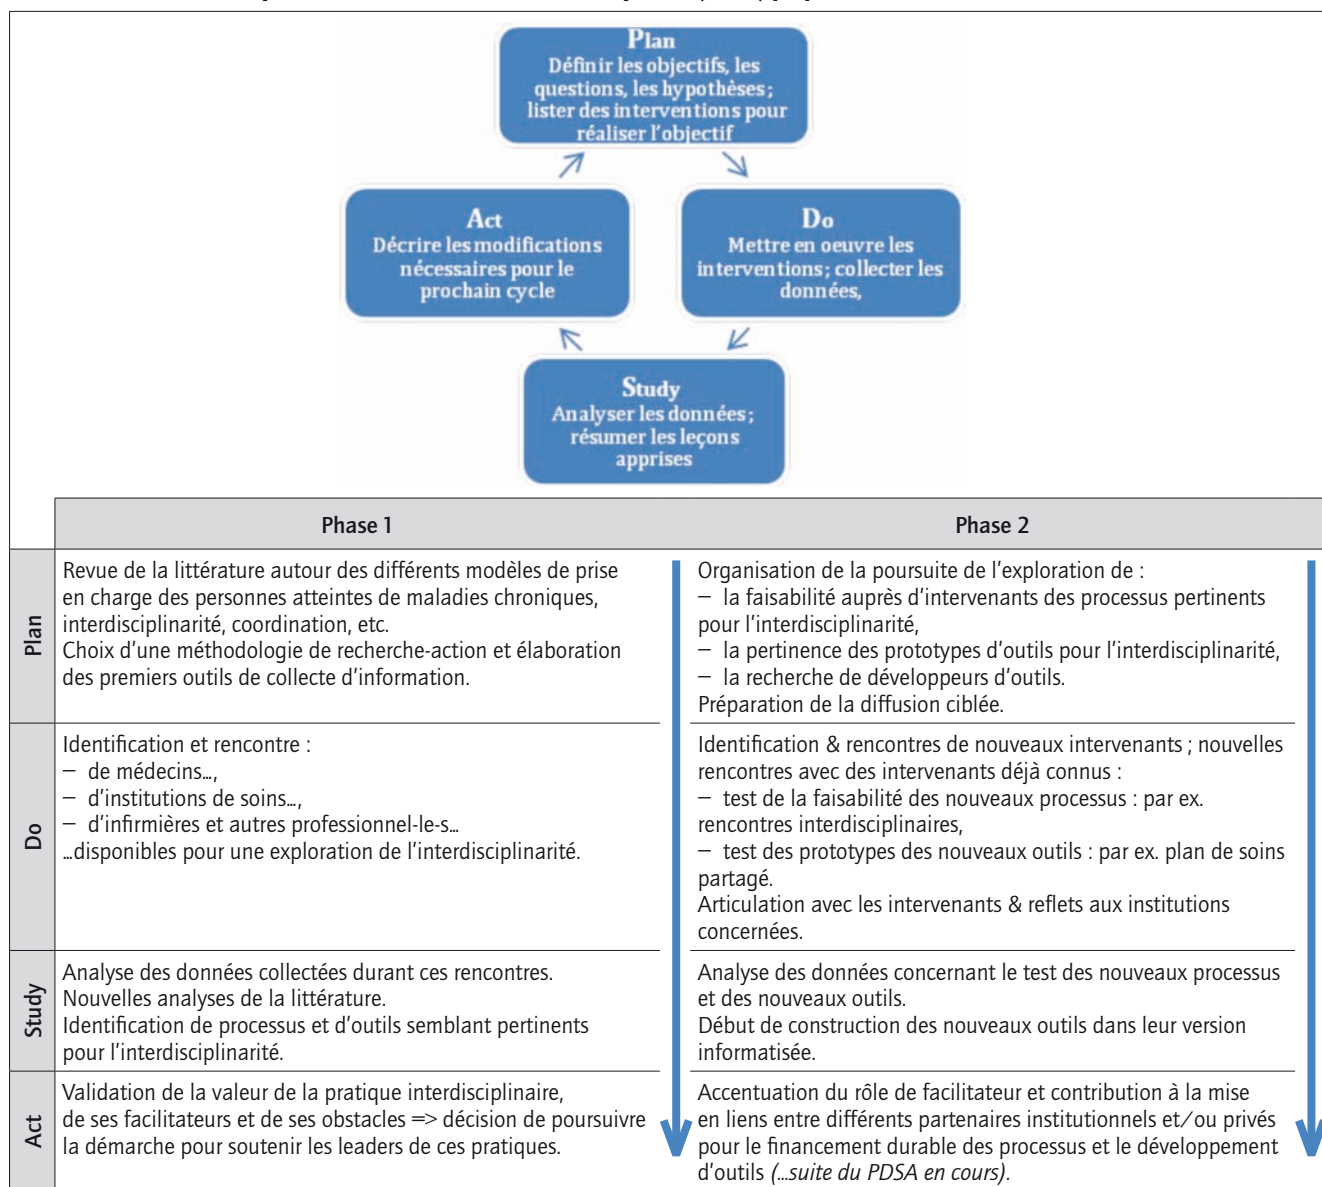 Plan
Définir les objectifs, les
questions, les hypothèses;
lister des interventions pour
réaliser l'objectif
Act
Décrire les modifications
nécessaires pour le
prochain cycle
Do
Mettre en oeuvre les
interventions; collecter les
données,
Study
Analyser les données;
résumer les leçons
apprises
Phase 1
Phase 2
Plan
Revue de la littérature autour des différents modèles de prise
en charge des personnes atteintes de maladies chroniques,
interdisciplinarité, coordination, etc.
Choix d'une méthodologie de recherche-action et élaboration
des premiers outils de collecte d'information.
Organisation de la poursuite de l'exploration de :
– la faisabilité auprès d'intervenants des processus pertinents
pour l'interdisciplinarité,
– la pertinence des prototypes d'outils pour l'interdisciplinarité,
– la recherche de développeurs d'outils.
Préparation de la diffusion ciblée.
Do
Identification et rencontre :
– de médecins…,
– d'institutions de soins…,
– d'infirmières et autres professionnel-le-s…
…disponibles pour une exploration de l'interdisciplinarité.
Identification & rencontres de nouveaux intervenants ; nouvelles
rencontres avec des intervenants déjà connus :
– test de la faisabilité des nouveaux processus : par ex.
rencontres interdisciplinaires,
– test des prototypes des nouveaux outils : par ex. plan de soins
partagé.
Articulation avec les intervenants & reflets aux institutions
concernées.
Study
Analyse des données collectées durant ces rencontres.
Nouvelles analyses de la littérature.
Identification de processus et d'outils semblant pertinents
pour l'interdisciplinarité.
Analyse des données concernant le test des nouveaux processus
et des nouveaux outils.
Début de construction des nouveaux outils dans leur version
informatisée.
Act
Validation de la valeur de la pratique interdisciplinaire,
de ses facilitateurs et de ses obstacles => décision de poursuivre
la démarche pour soutenir les leaders de ces pratiques.
Accentuation du rôle de facilitateur et contribution à la mise
en liens entre différents partenaires institutionnels et/ou privés
pour le financement durable des processus et le développement
d'outils (…suite du PDSA en cours).